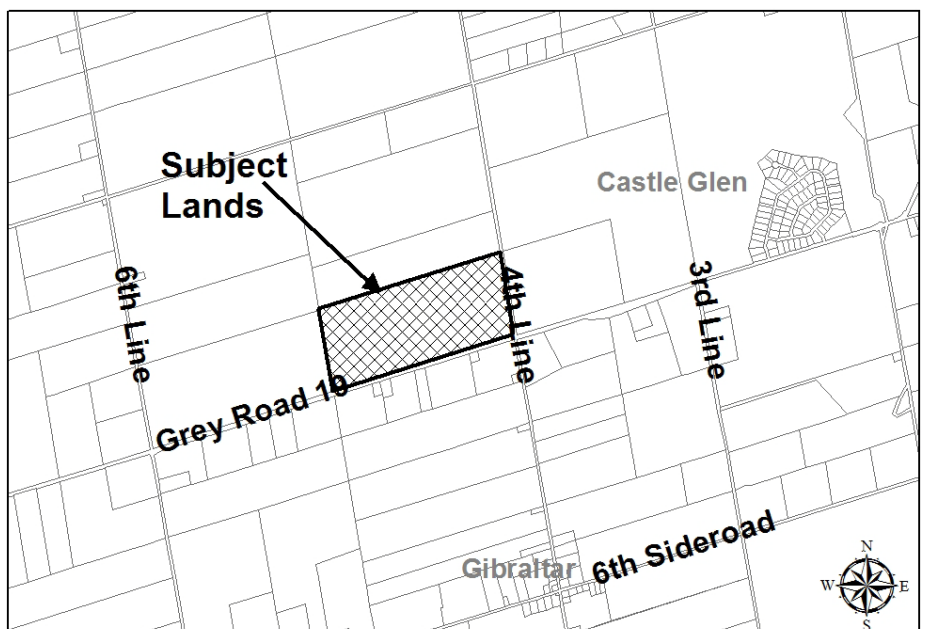 Subject
Lands
Castle Glen
6th Line
4th Line
3rd Line
Grey Road 19
Gibraltar
6th Sideroad
N
W
E
S